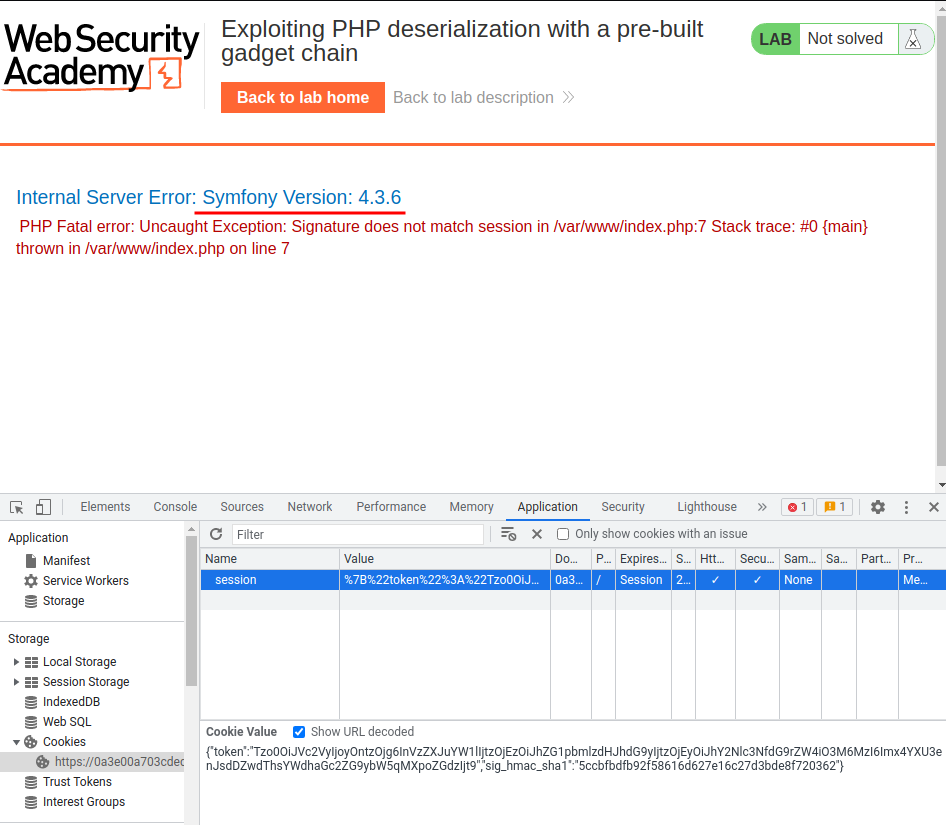 Web Security
Academy
Exploiting PHP deserialization with a pre-built
gadget chain
LAB Not solved
Back to lab home Back to lab description
Internal Server Error: Symfony Version: 4.3.6
PHP Fatal error: Uncaught Exception: Signature does not match session in /var/www/index.php:7 Stack trace: #0 {main}
thrown in /var/www/index.php on line 7
Elements Console Sources Network Performance Memory Application Security Lighthouse 1 1
Application
Manifest
Service Workers
Storage
Filter
Only show cookies with an issue
Name Value Do... P... Expires... S... Htt... Secu... Sam... Sa... Part... Pr...
session %7B%22token%22%3A%22Tzo0OiJ... 0a3... / Session 2... ✓ ✓ None Me...
Storage
Local Storage
Session Storage
IndexedDB
Web SQL
Cookies
https://0a3e00a703cdec
Trust Tokens
Interest Groups
Cookie Value Show URL decoded
{"token":"Tzo0OiJVc2VyIjoyOntzOjg6InVzZXJuYW1lIjtzOjEzOiJhZG1pbmlzdHJhdG9yIjtzOjEyOiJhY2Nlc3NfdG9rZW4iO3M6MzI6Imx4YXU3e
nJsdDZwdThsYWdhaGc2ZG9ybW5qMXpoZGdzIjt9","sig_hmac_sha1":"5ccbfbdfb92f58616d627e16c27d3bde8f720362"}